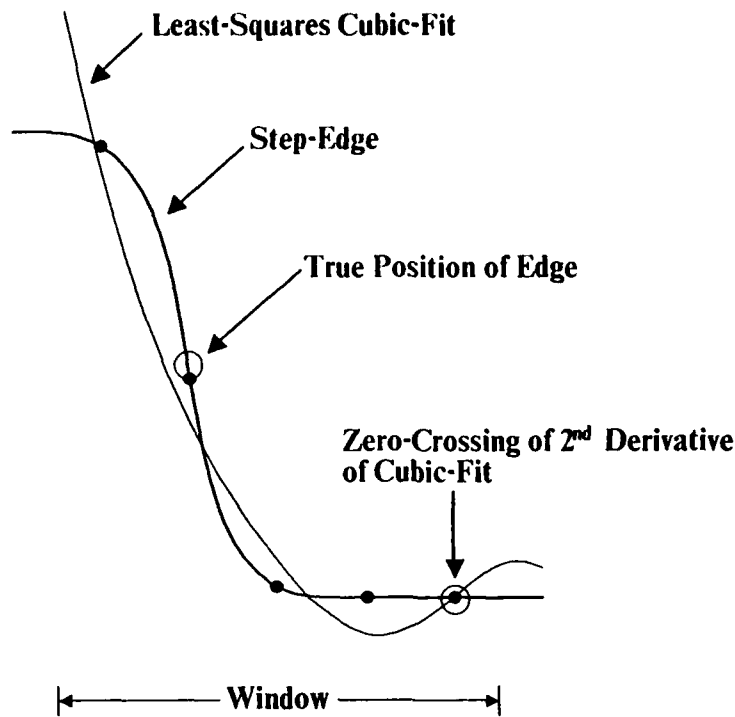 Least-Squares Cubic-Fit
Step-Edge
True Position of Edge
Zero-Crossing of 2nd Derivative
of Cubic-Fit
Window